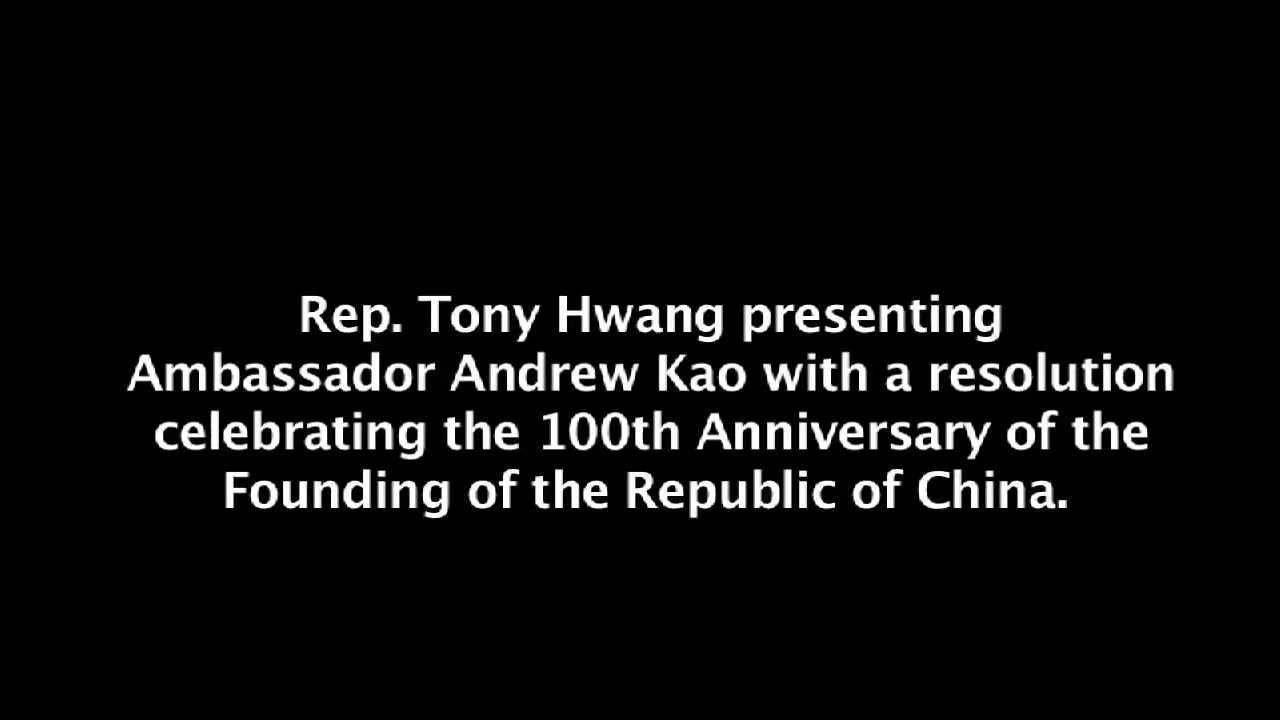 Rep. Tony Hwang presenting
Ambassador Andrew Kao with a resolution
celebrating the 100th Anniversary of the
Founding of the Republic of China.